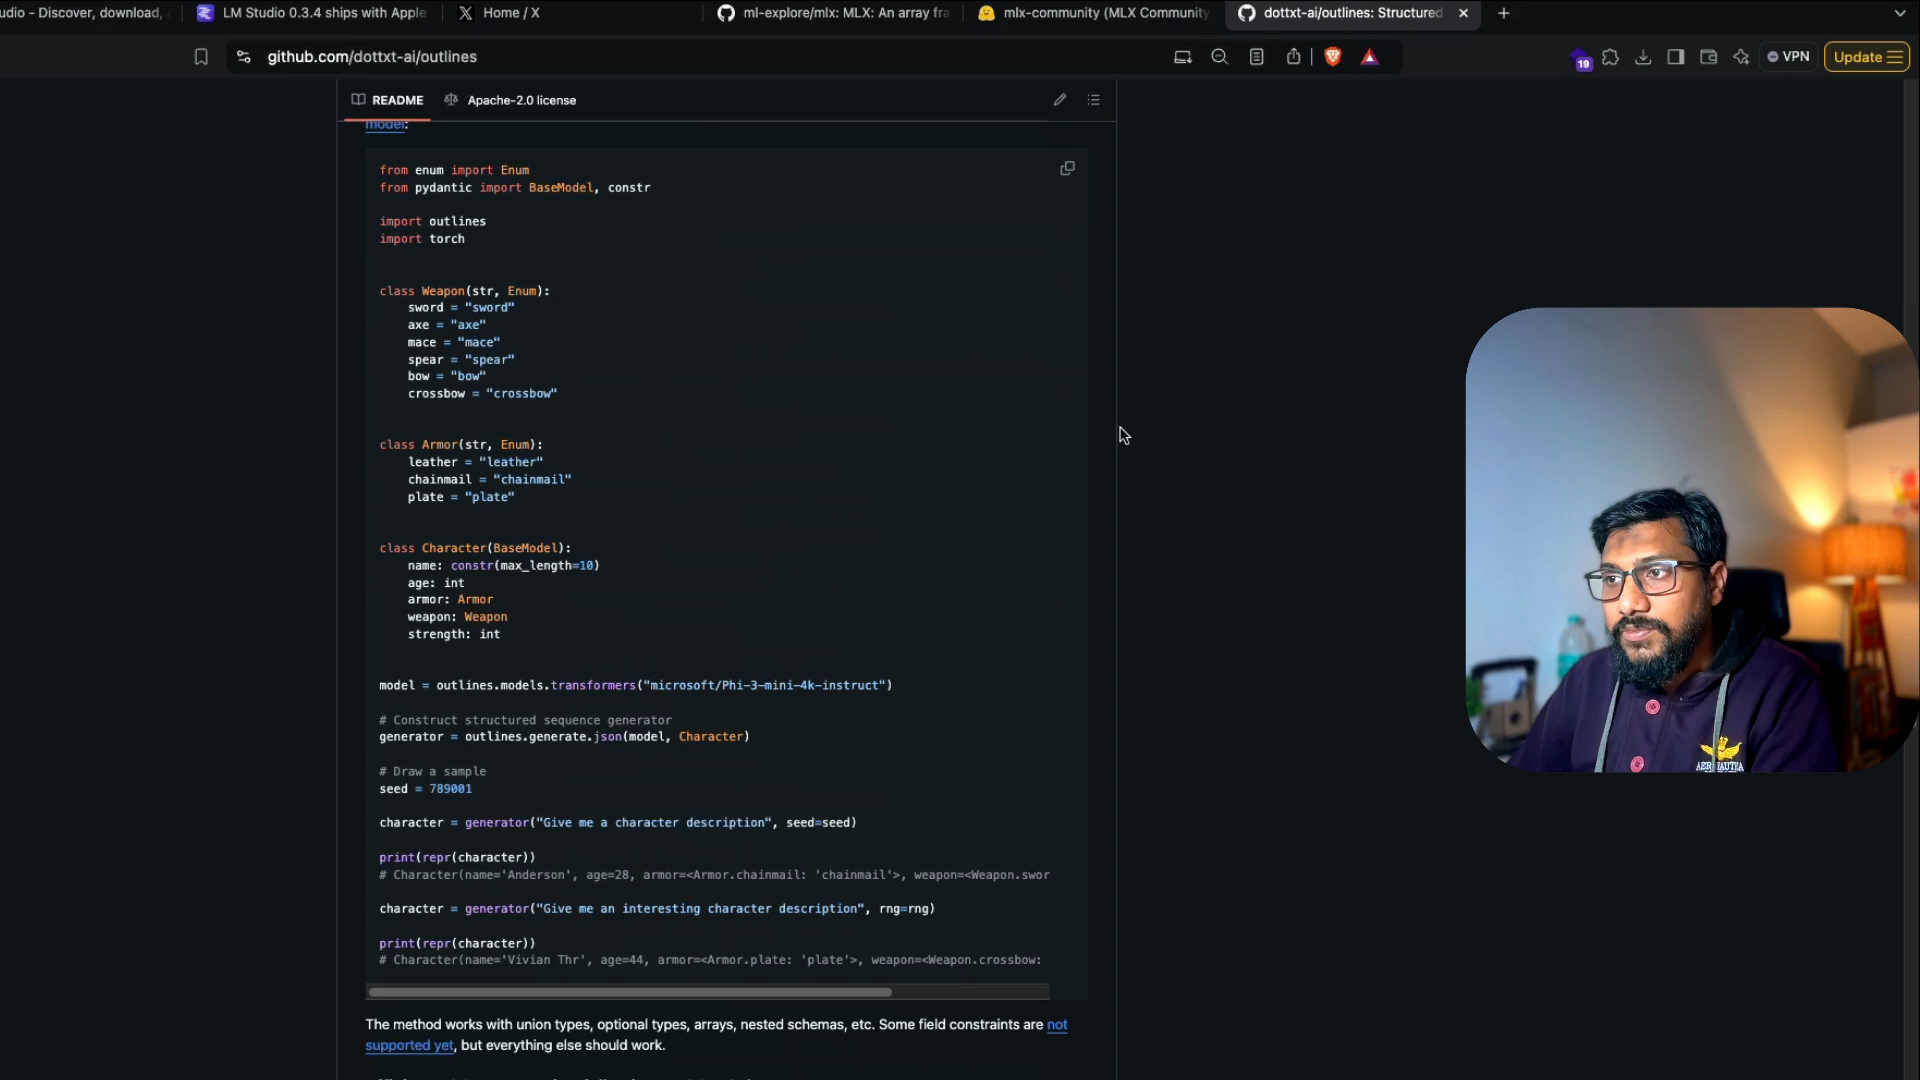 udio - Discover, download,
LM Studio 0.3.4 ships with Apple
Home / X
ml-explore/mlx: MLX: An array fra
mlx-community (MLX Community
dottxt-ai/outlines: Structured
github.com/dottxt-ai/outlines
19
VPN
Update
README
Apache-2.0 license
model:
from enum import Enum
from pydantic import BaseModel, constr
import outlines
import torch
class Weapon(str, Enum):
sword = "sword"
axe = "axe"
mace = "mace"
spear = "spear"
bow = "bow"
crossbow = "crossbow"
class Armor(str, Enum):
leather = "leather"
chainmail = "chainmail"
plate = "plate"
class Character(BaseModel):
name: constr(max_length=10)
age: int
armor: Armor
weapon: Weapon
strength: int
model = outlines.models.transformers("microsoft/Phi-3-mini-4k-instruct")
# Construct structured sequence generator
generator = outlines.generate.json(model, Character)
# Draw a sample
seed = 789001
character = generator("Give me a character description", seed=seed)
print(repr(character))
# Character(name='Anderson', age=28, armor=<Armor.chainmail: 'chainmail'>, weapon=<Weapon.swor
character = generator("Give me an interesting character description", rng=rng)
print(repr(character))
# Character(name='Vivian Thr', age=44, armor=<Armor.plate: 'plate'>, weapon=<Weapon.crossbow:
The method works with union types, optional types, arrays, nested schemas, etc. Some field constraints are not
supported yet, but everything else should work.